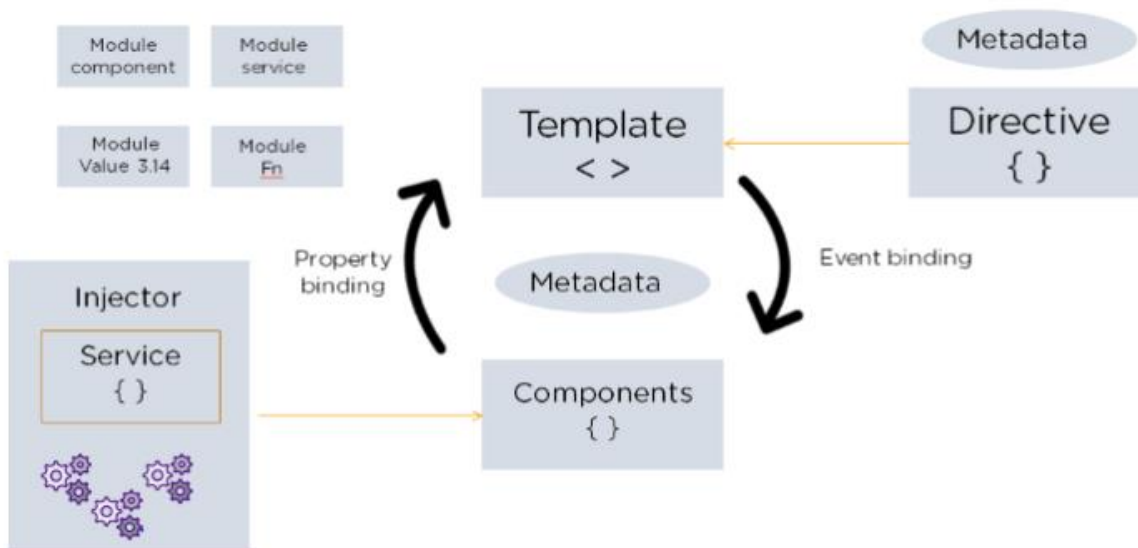 Module
component
Module
service
Module
Value 3.14
Module
Fn
Metadata
Template
< >
Directive
{ }
Property
binding
Event binding
Metadata
Injector
Service
{ }
Components
{ }